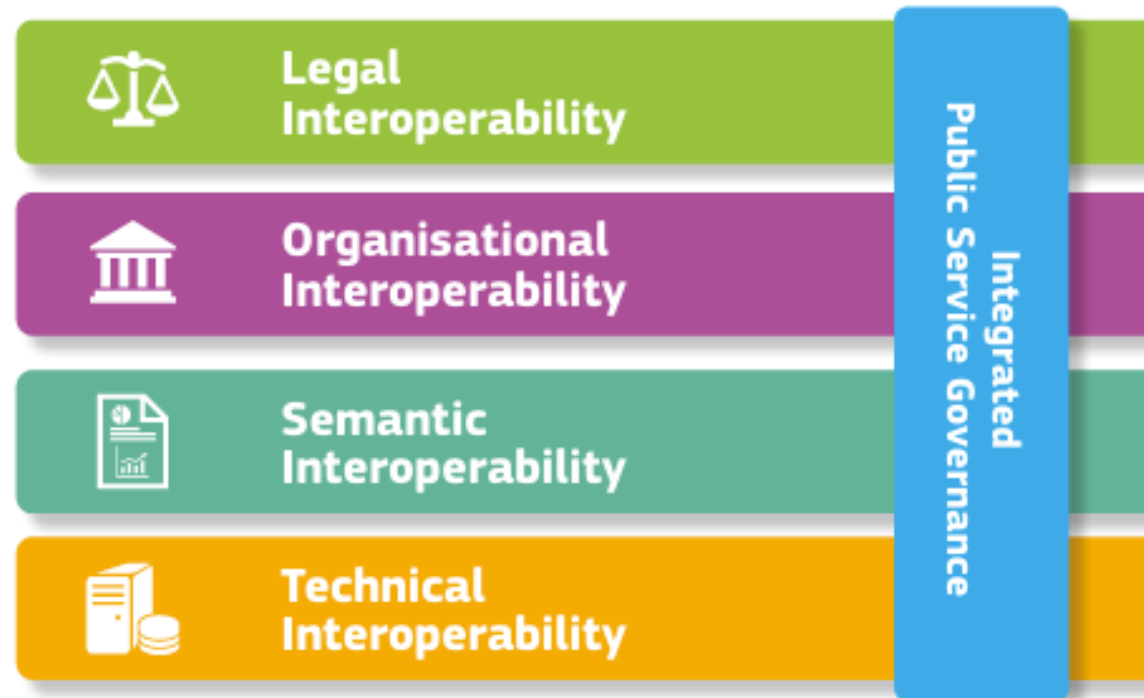 Legal
Interoperability
Organisational
Interoperability
Semantic
Interoperability
Technical
Interoperability
Integrated
Public Service Governance